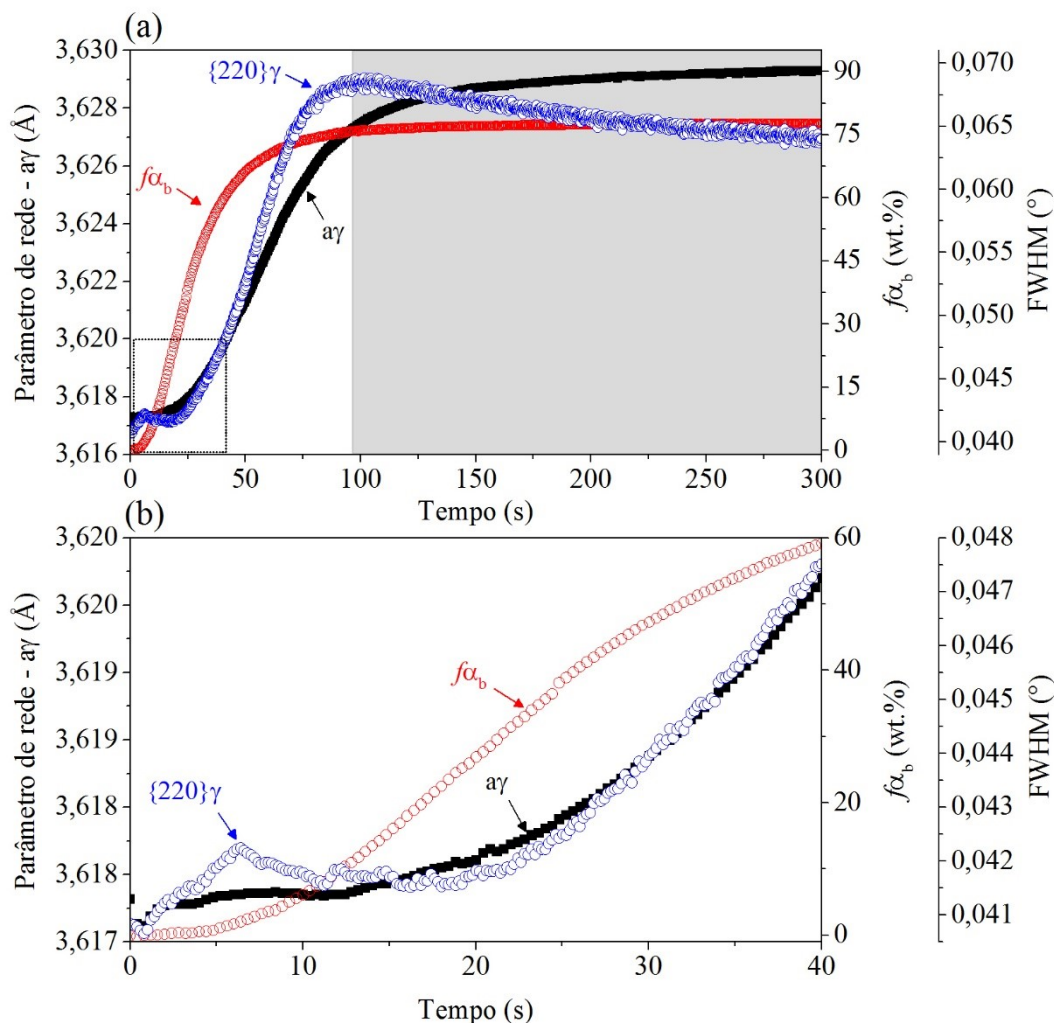 (a)
Parâmetro de rede - aγ (Å)
3,630
3,628
3,626
3,624
3,622
3,620
3,618
3,616
{220}γ
fα_b
aγ
90
75
60
45
30
15
0
fα_b (wt.%)
0,070
0,065
0,060
0,055
0,050
0,045
0,040
FWHM (°)
0 50 100 150 200 250 300
Tempo (s)
(b)
Parâmetro de rede - aγ (Å)
3,620
3,620
3,619
3,619
3,618
3,618
3,617
{220}γ
fα_b
aγ
60
40
20
0
fα_b (wt.%)
0,048
0,047
0,046
0,045
0,044
0,043
0,042
0,041
FWHM (°)
0 10 20 30 40
Tempo (s)